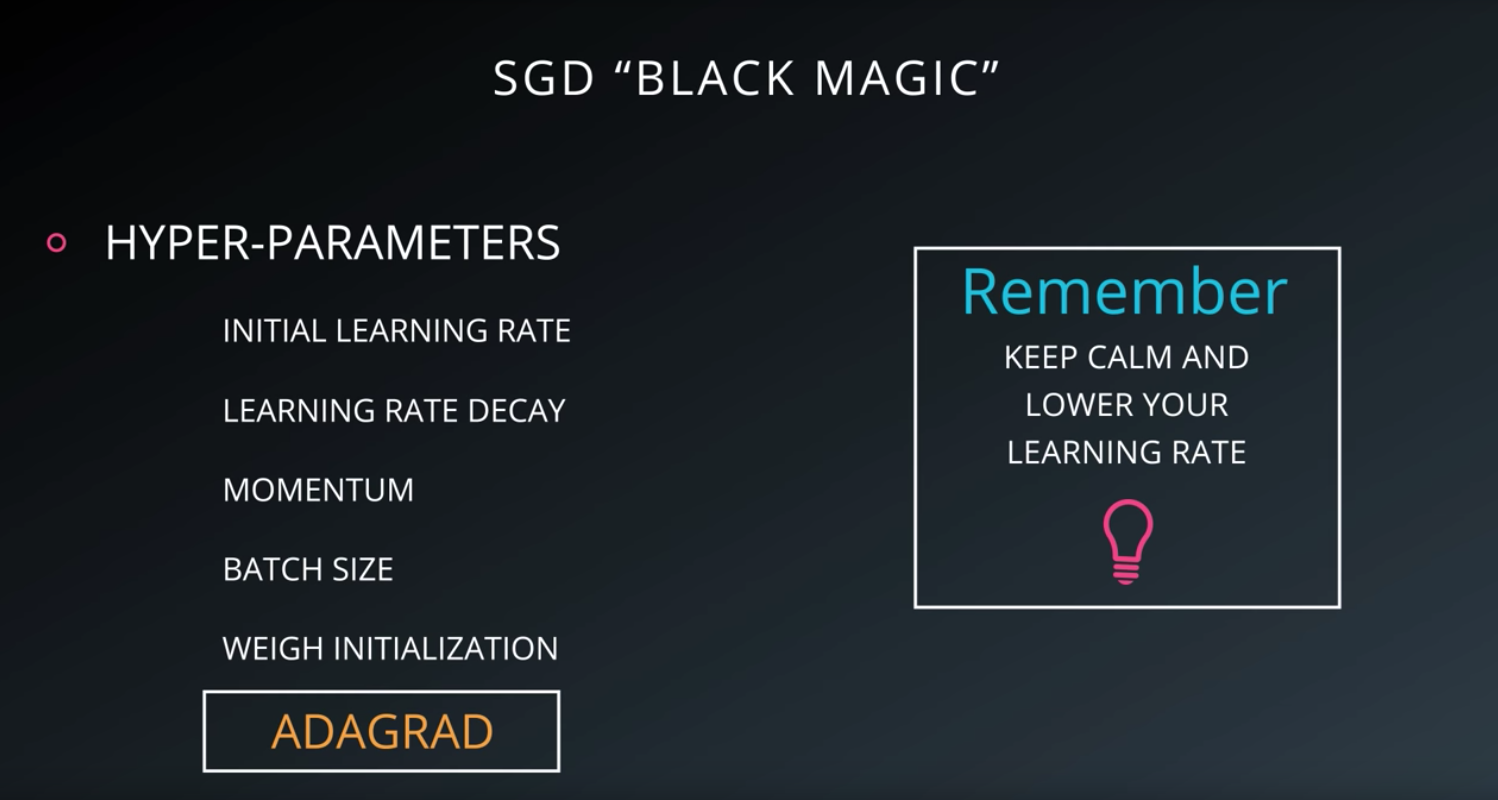 SGD “BLACK MAGIC”
HYPER-PARAMETERS
INITIAL LEARNING RATE
LEARNING RATE DECAY
MOMENTUM
BATCH SIZE
WEIGH INITIALIZATION
ADAGRAD
Remember
KEEP CALM AND
LOWER YOUR
LEARNING RATE